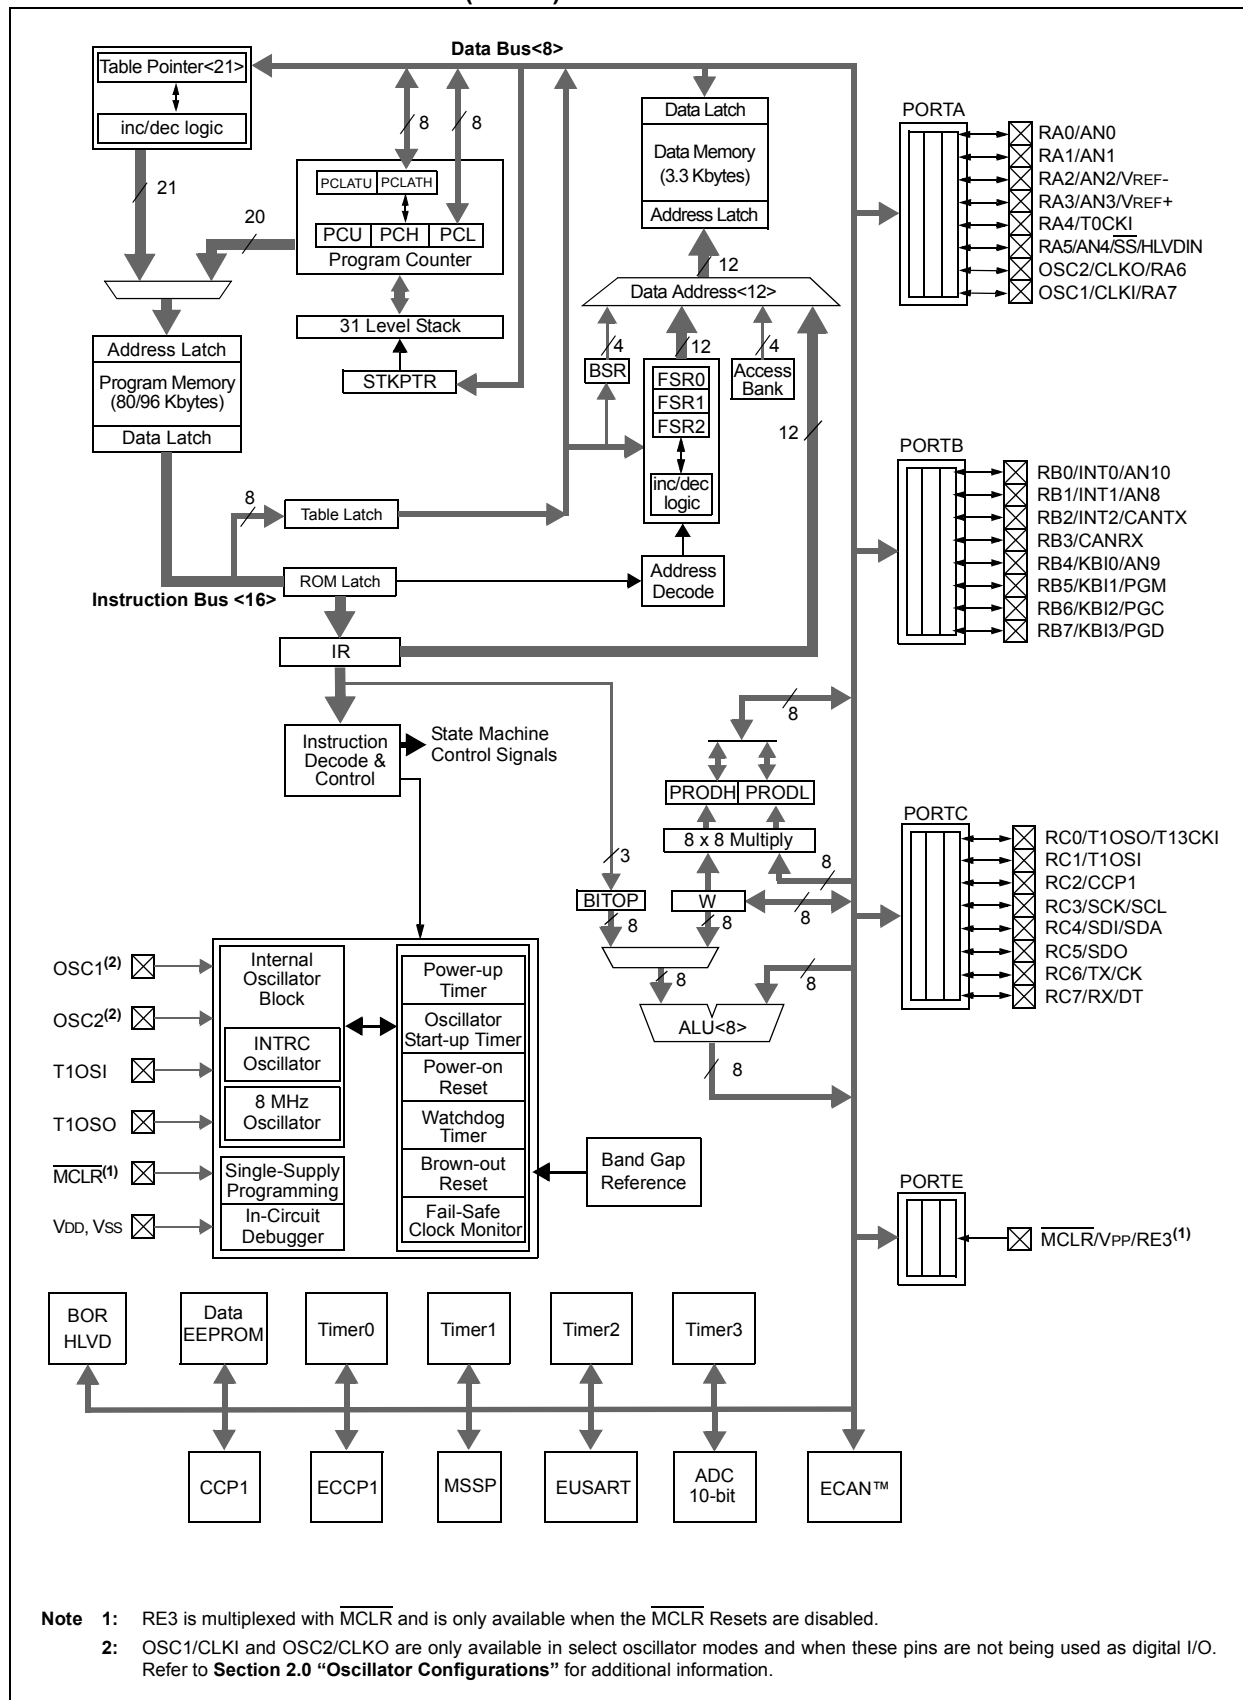 Data Bus<8>
Table Pointer<21>
inc/dec logic
21
20
8
8
PCLATU PCLATH
PCU PCH PCL
Program Counter
31 Level Stack
STKPTR
Address Latch
Program Memory
(80/96 Kbytes)
Data Latch
8
Table Latch
ROM Latch
Instruction Bus <16>
IR
Data Latch
Data Memory
(3.3 Kbytes)
Address Latch
12
Data Address<12>
4
12
4
BSR
FSR0
FSR1
FSR2
inc/dec
logic
Access
Bank
12
Address
Decode
Instruction
Decode &
Control
State Machine
Control Signals
8
PRODH PRODL
8 x 8 Multiply
3
8
BITOP
W
8
8
8
8
8
ALU<8>
8
PORTA
RA0/AN0
RA1/AN1
RA2/AN2/VREF-
RA3/AN3/VREF+
RA4/T0CKI
RA5/AN4/SS/HLVDIN
OSC2/CLKO/RA6
OSC1/CLKI/RA7
PORTB
RB0/INT0/AN10
RB1/INT1/AN8
RB2/INT2/CANTX
RB3/CANRX
RB4/KBI0/AN9
RB5/KBI1/PGM
RB6/KBI2/PGC
RB7/KBI3/PGD
PORTC
RC0/T1OSO/T13CKI
RC1/T1OSI
RC2/CCP1
RC3/SCK/SCL
RC4/SDI/SDA
RC5/SDO
RC6/TX/CK
RC7/RX/DT
PORTE
MCLR/VPP/RE3(1)
OSC1(2)
OSC2(2)
T1OSI
T1OSO
MCLR(1)
VDD, VSS
Internal
Oscillator
Block
INTRC
Oscillator
8 MHz
Oscillator
Single-Supply
Programming
In-Circuit
Debugger
Power-up
Timer
Oscillator
Start-up Timer
Power-on
Reset
Watchdog
Timer
Brown-out
Reset
Fail-Safe
Clock Monitor
Band Gap
Reference
BOR
HLVD
Data
EEPROM
Timer0
Timer1
Timer2
Timer3
CCP1
ECCP1
MSSP
EUSART
ADC
10-bit
ECAN™
Note 1: RE3 is multiplexed with MCLR and is only available when the MCLR Resets are disabled.
2: OSC1/CLKI and OSC2/CLKO are only available in select oscillator modes and when these pins are not being used as digital I/O.
Refer to Section 2.0 “Oscillator Configurations” for additional information.